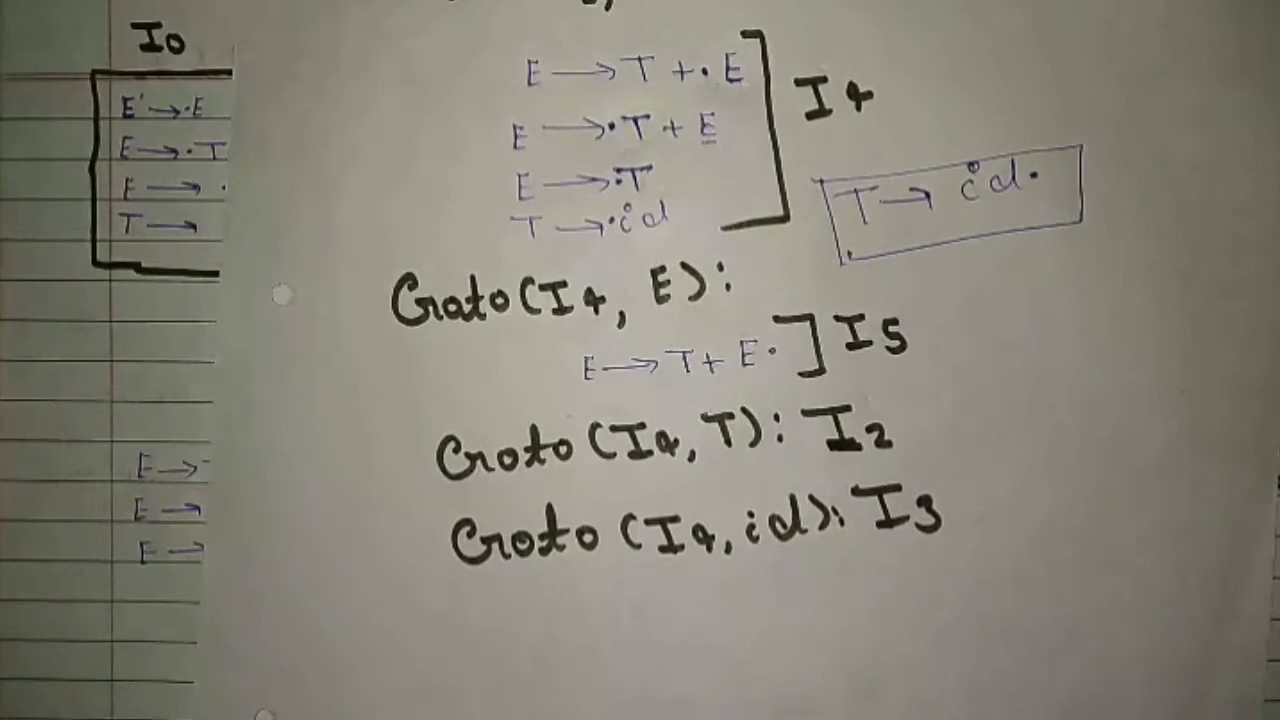 I0
E' → ·E
E → ·T
E → ·
T →
E →
E →
E →
E → T + · E
E → ·T + E
E → ·T
T → ·id
I4
T → id·
Goto(I4, E):
E → T + E · ] I5
Goto(I4, T): I2
Goto(I4, id): I3